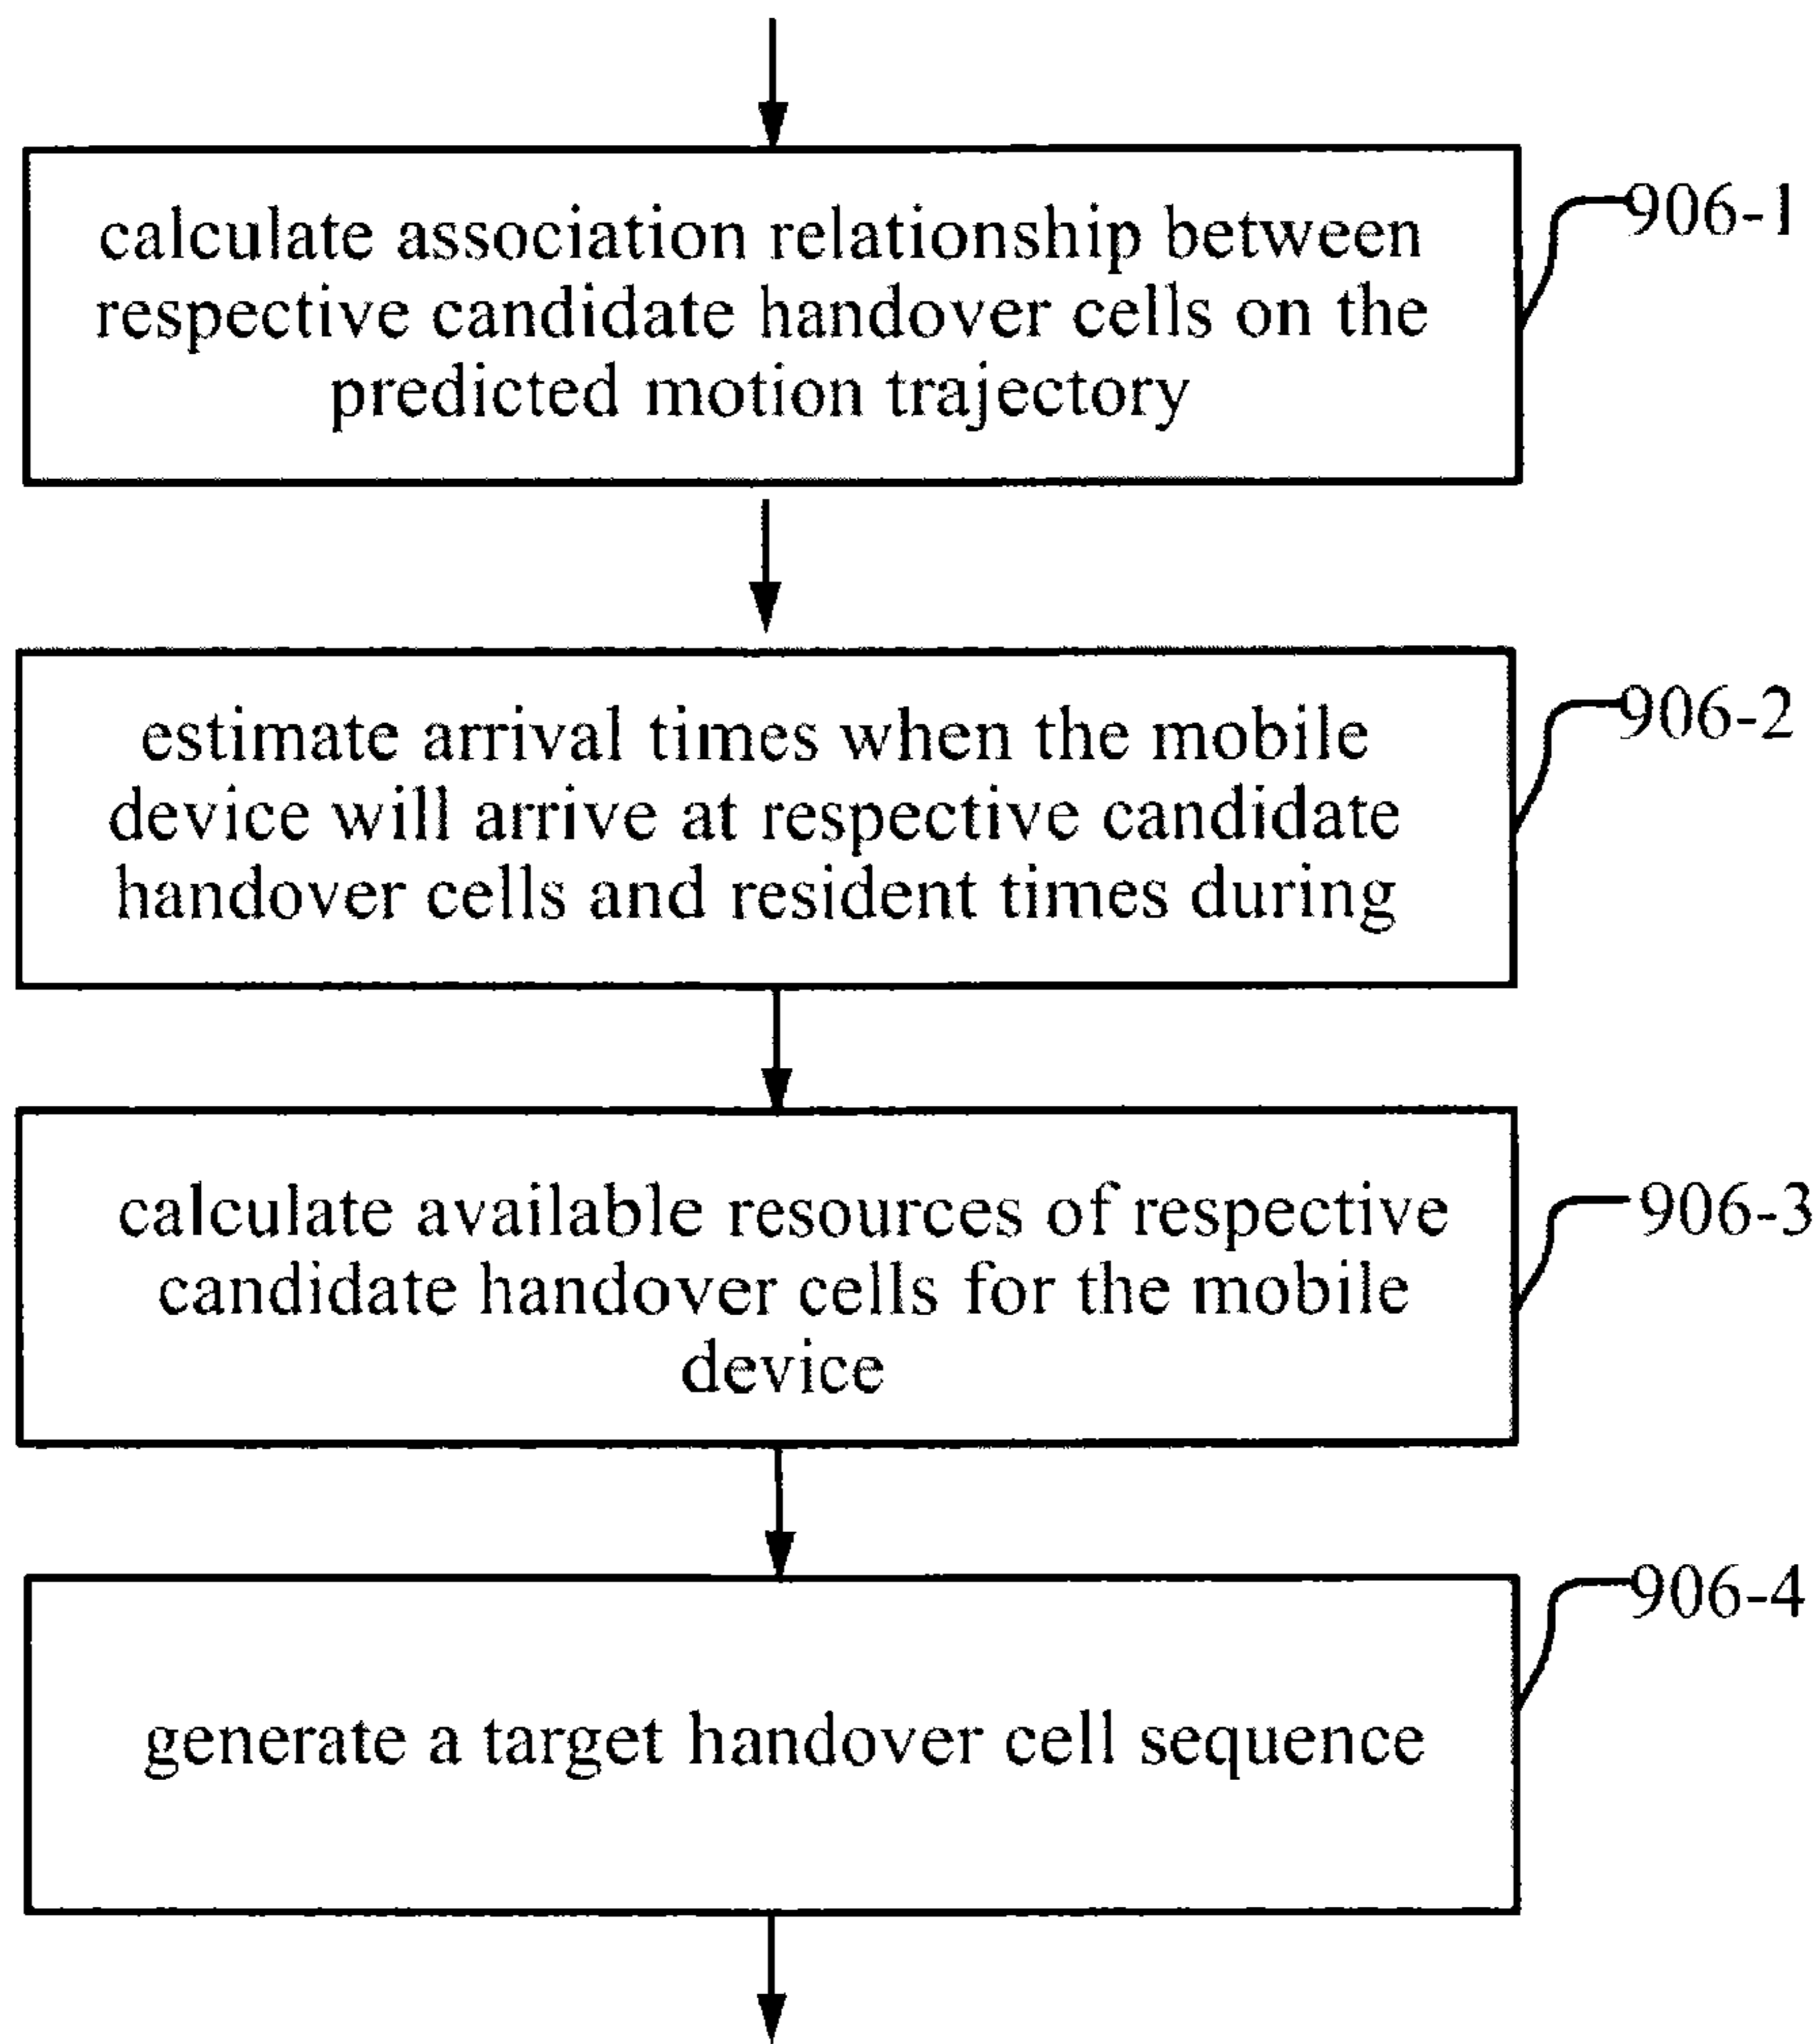 calculate association relationship between
respective candidate handover cells on the
predicted motion trajectory
906-1
estimate arrival times when the mobile
device will arrive at respective candidate
handover cells and resident times during
906-2
calculate available resources of respective
candidate handover cells for the mobile
device
906-3
generate a target handover cell sequence
906-4